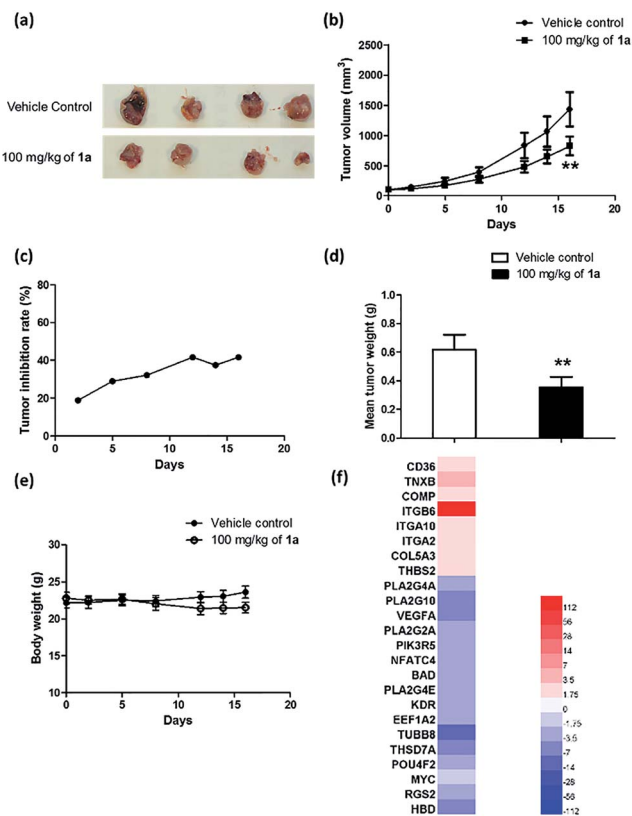 (a)
Vehicle Control
100 mg/kg of 1a
(b)
Vehicle control
100 mg/kg of 1a
Tumor volume (mm³)
2500
2000
1500
1000
500
0
0
5
10
15
20
Days
(c)
Tumor inhibition rate (%)
80
60
40
20
0
0
5
10
15
20
Days
(d)
Vehicle control
100 mg/kg of 1a
Mean tumor weight (g)
1.0
0.8
0.6
0.4
0.2
0.0
**
**
(e)
Vehicle control
100 mg/kg of 1a
Body weight (g)
30
25
20
15
10
0
5
10
15
20
Days
(f)
CD36
TNXB
COMP
ITGB6
ITGA10
ITGA2
COL5A3
THBS2
PLA2G4A
PLA2G10
VEGFA
PLA2G2A
PIK3R5
NFATC4
BAD
PLA2G4E
KDR
EEF1A2
TUBB8
THSD7A
POU4F2
MYC
RGS2
HBD
112
56
28
14
7
3.5
1.75
0
-1.75
-3.5
-7
-14
-28
-56
-112